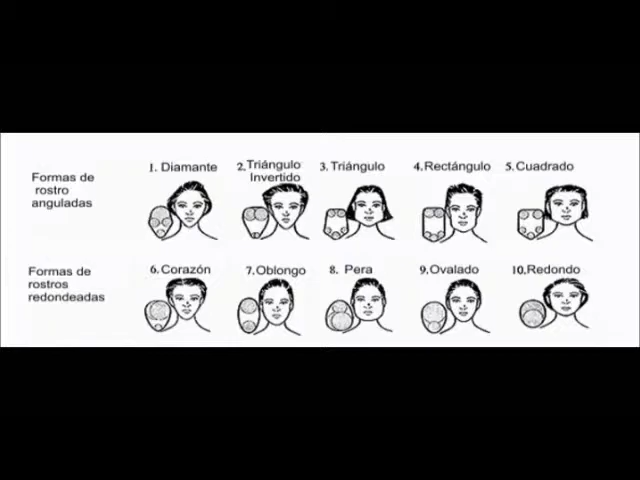 Formas de
rostro
anguladas
1. Diamante
2. Triángulo
Invertido
3. Triángulo
4. Rectángulo
5. Cuadrado
Formas de
rostros
redondeadas
6. Corazón
7. Oblongo
8. Pera
9. Ovalado
10. Redondo